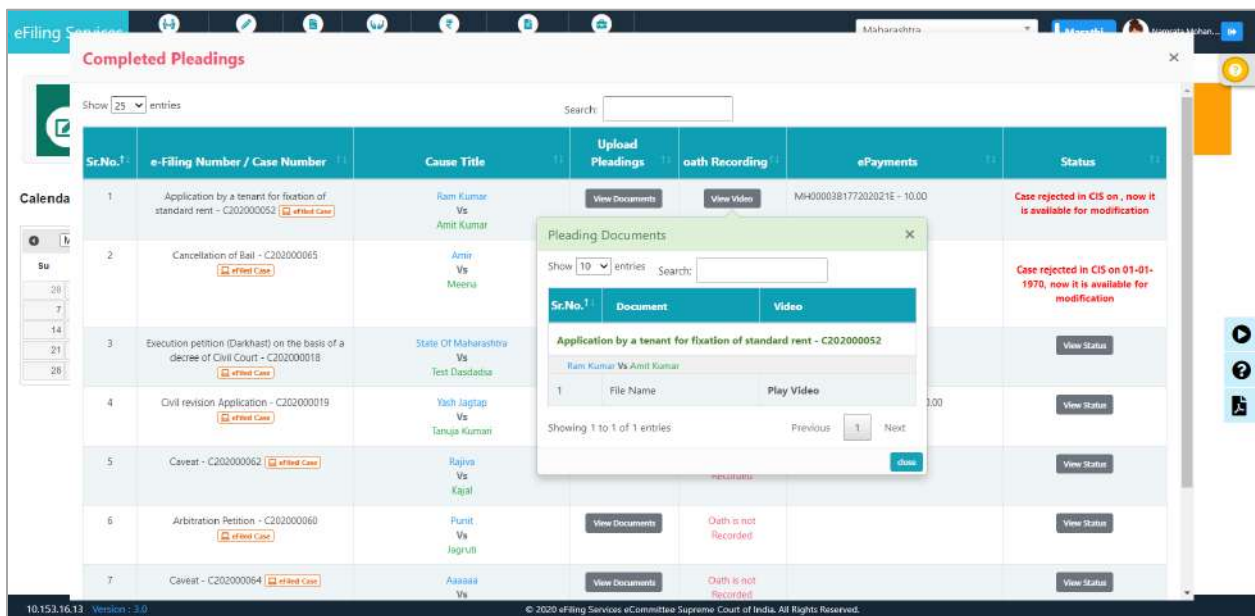 eFiling Services
Maharashtra
Marathi
Namrata Mohan...
Completed Pleadings
×
Show 25 entries
Search:
Sr.No.
e-Filing Number / Case Number
Cause Title
Upload Pleadings
oath Recording
ePayments
Status
1
Application by a tenant for fixation of
standard rent - C202000052 eFiled Case
Ram Kumar
Vs
Amit Kumar
View Documents
View Video
MH000038177202021E - 10.00
Case rejected in CIS on , now it
is available for modification
2
Cancellation of Bail - C202000065
eFiled Case
Amir
Vs
Meena
Case rejected in CIS on 01-01-
1970, now it is available for
modification
3
Execution petition (Darkhast) on the basis of a
decree of Civil Court - C202000018
eFiled Case
State Of Maharashtra
Vs
Test Dasdadsa
View Status
4
Civil revision Application - C202000019
eFiled Case
Yash Jagtap
Vs
Tanuja Kumari
View Status
5
Caveat - C202000062 eFiled Case
Rajiva
Vs
Kajal
Recorded
View Status
6
Arbitration Petition - C202000060
eFiled Case
Punit
Vs
Jagruti
View Documents
Oath is not
Recorded
View Status
7
Caveat - C202000064 eFiled Case
Aaaaaa
Vs
View Documents
Oath is not
Recorded
View Status
Pleading Documents
×
Show 10 entries
Search:
Sr.No. Document Video
Application by a tenant for fixation of standard rent - C202000052
Ram Kumar Vs Amit Kumar
1 File Name Play Video
Showing 1 to 1 of 1 entries
Previous 1 Next
close
Calenda
Su
28
7
14
21
28
10.153.16.13 Version : 3.0
© 2020 eFiling Services eCommittee Supreme Court of India. All Rights Reserved.